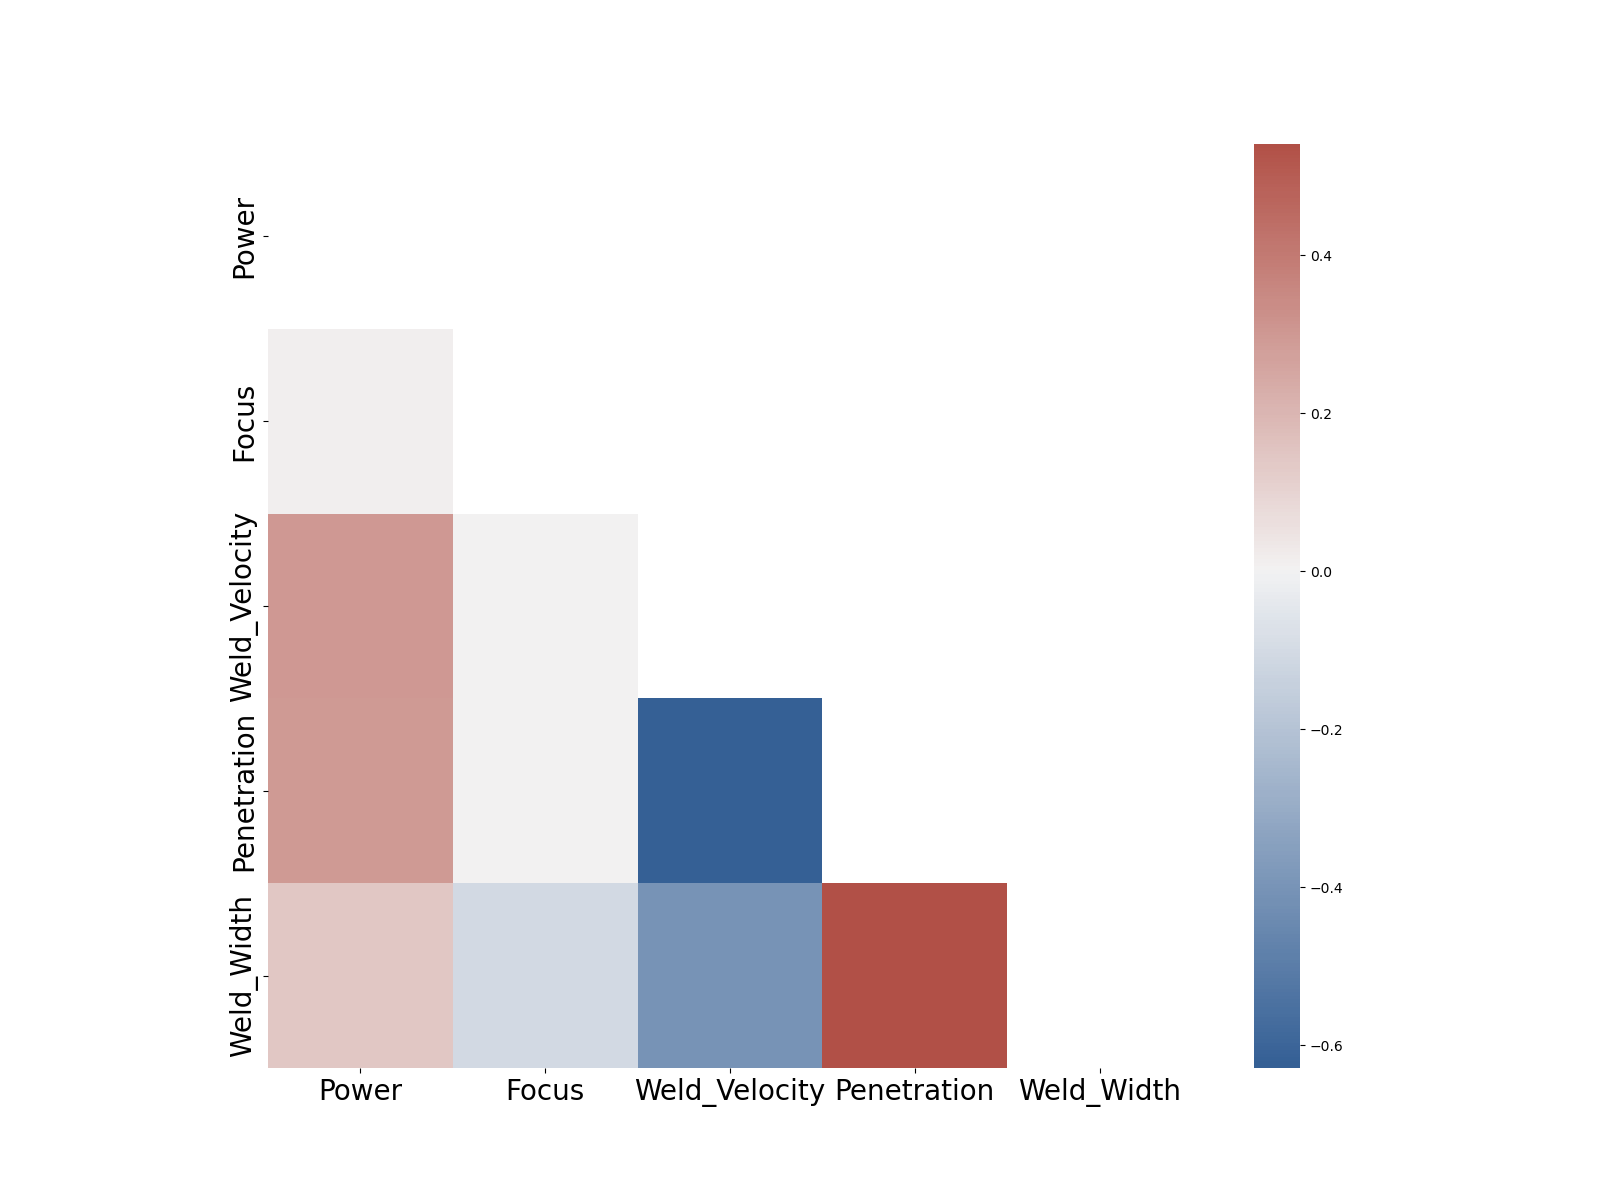 Power
Focus
Weld_Velocity
Penetration
Weld_Width
Power
Focus
Weld_Velocity
Penetration
Weld_Width
0.4
0.2
0.0
−0.2
−0.4
−0.6